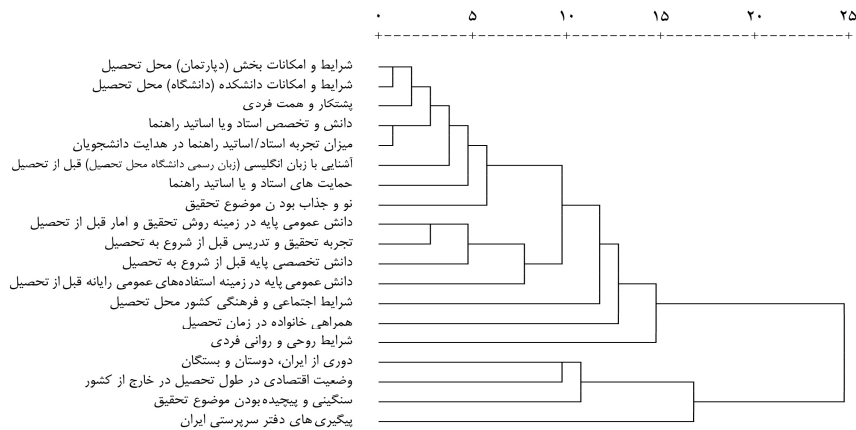 ۰ ۵ ۱۰ ۱۵ ۲۰ ۲۵
شرایط و امکانات بخش (دپارتمان) محل تحصیل
شرایط و امکانات دانشکده (دانشگاه) محل تحصیل
پشتکار و همت فردی
دانش و تخصص استاد ویا اساتید راهنما
میزان تجربه استاد/اساتید راهنما در هدایت دانشجویان
آشنایی با زبان انگلیسی (زبان رسمی دانشگاه محل تحصیل) قبل از تحصیل
حمایت های استاد و یا اساتید راهنما
نو و جذاب بود ن موضوع تحقیق
دانش عمومی پایه در زمینه روش تحقیق و امار قبل از تحصیل
تجربه تحقیق و تدریس قبل از شروع به تحصیل
دانش تخصصی پایه قبل از شروع به تحصیل
دانش عمومی پایه در زمینه استفاده‌های عمومی رایانه قبل از تحصیل
شرایط اجتماعی و فرهنگی کشور محل تحصیل
همراهی خانواده در زمان تحصیل
شرایط روحی و روانی فردی
دوری از ایران، دوستان و بستگان
وضعیت اقتصادی در طول تحصیل در خارج از کشور
سنگینی و پیچیده بودن موضوع تحقیق
پیگیری های دفتر سرپرستی ایران